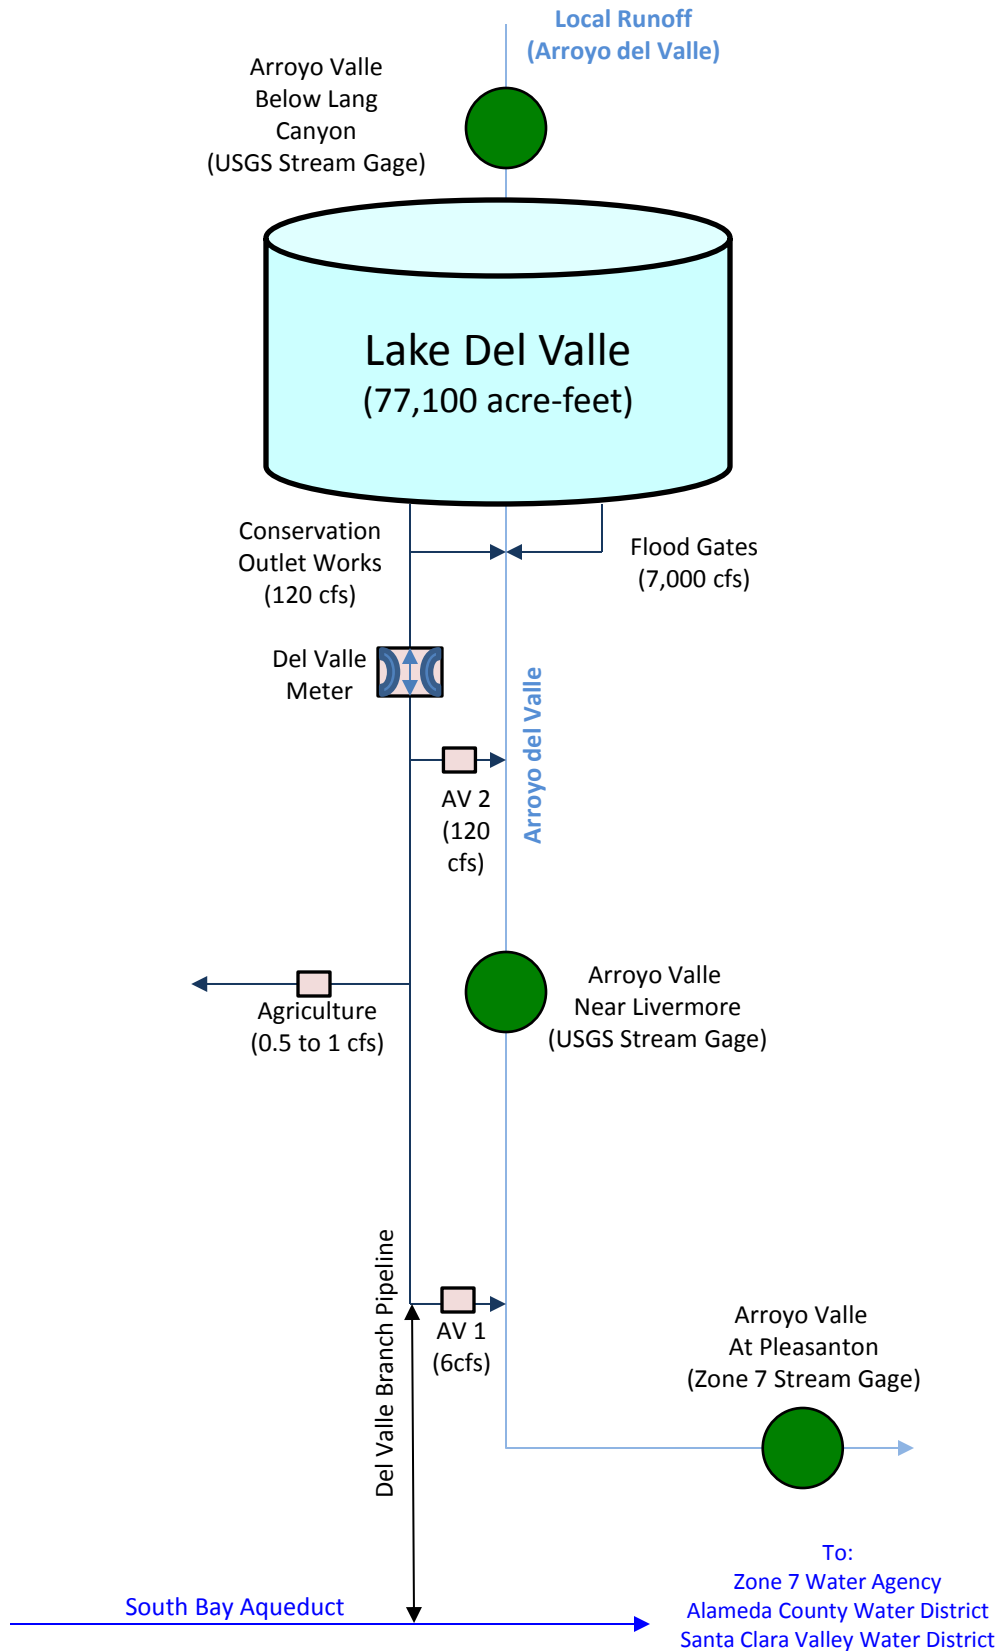 Local Runoff
(Arroyo del Valle)
Arroyo Valle
Below Lang
Canyon
(USGS Stream Gage)
Lake Del Valle
(77,100 acre-feet)
Conservation
Outlet Works
(120 cfs)
Flood Gates
(7,000 cfs)
Del Valle
Meter
Arroyo del Valle
AV 2
(120
cfs)
Arroyo Valle
Near Livermore
(USGS Stream Gage)
Agriculture
(0.5 to 1 cfs)
Del Valle Branch Pipeline
AV 1
(6cfs)
Arroyo Valle
At Pleasanton
(Zone 7 Stream Gage)
South Bay Aqueduct
To:
Zone 7 Water Agency
Alameda County Water District
Santa Clara Valley Water District